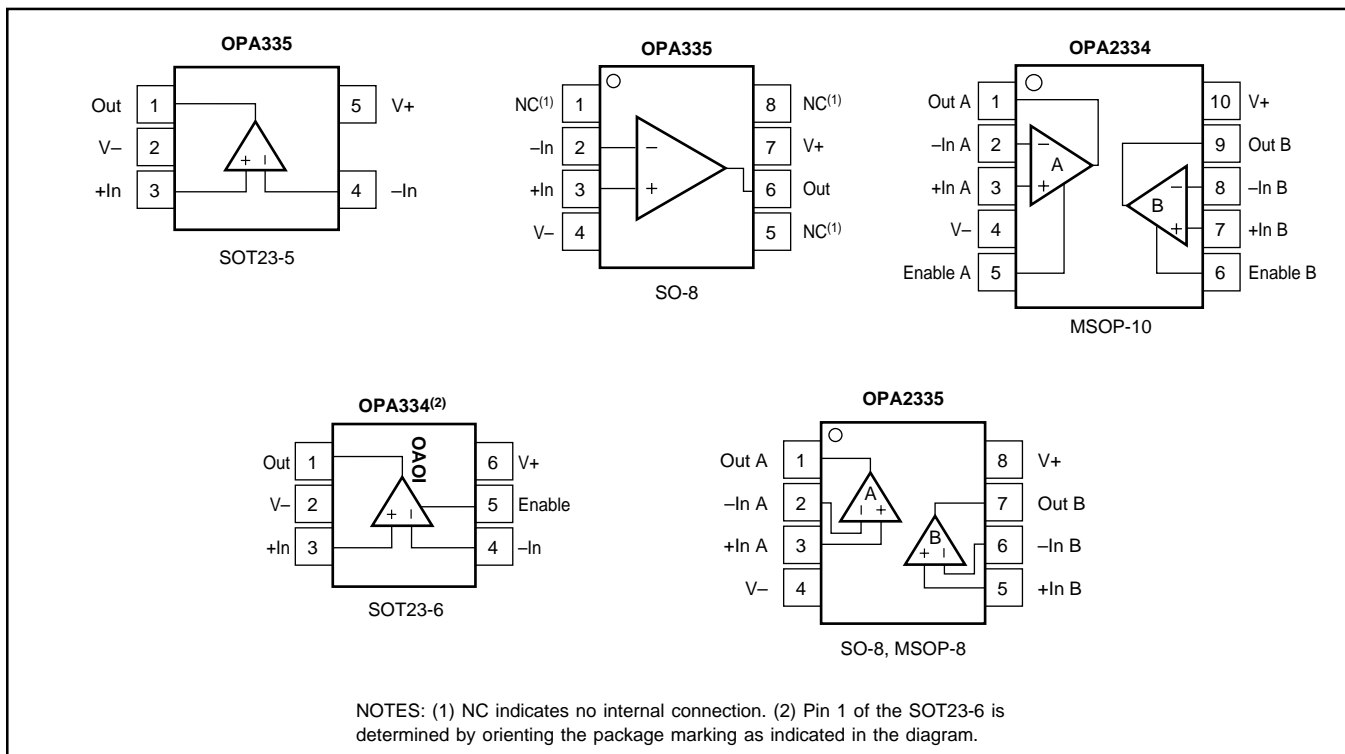 OPA335
Out 1
V– 2
+In 3
5 V+
4 –In
+ –
SOT23-5
OPA335
NC(1) 1
–In 2
+In 3
V– 4
8 NC(1)
7 V+
6 Out
5 NC(1)
–
+
SO-8
OPA2334
Out A 1
–In A 2
+In A 3
V– 4
Enable A 5
10 V+
9 Out B
8 –In B
7 +In B
6 Enable B
–
A
+
–
B
+
MSOP-10
OPA334(2)
Out 1
V– 2
+In 3
6 V+
5 Enable
4 –In
OAOI
+ –
SOT23-6
OPA2335
Out A 1
–In A 2
+In A 3
V– 4
8 V+
7 Out B
6 –In B
5 +In B
A
– +
B
+ –
SO-8, MSOP-8
NOTES: (1) NC indicates no internal connection. (2) Pin 1 of the SOT23-6 is
determined by orienting the package marking as indicated in the diagram.